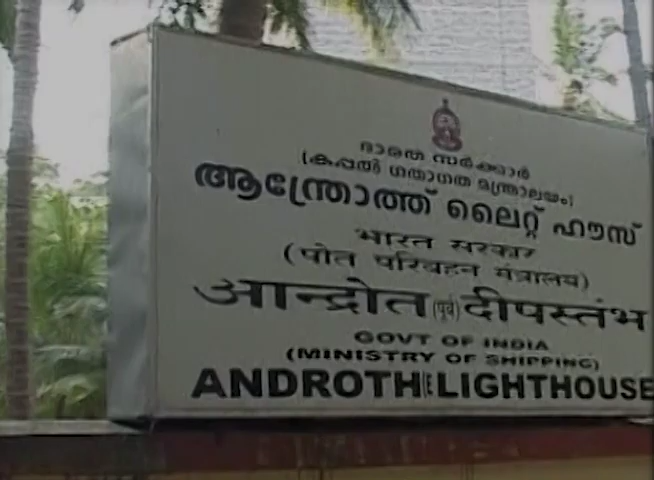 ഭാരത സർക്കാർ
(കപ്പൽ ഗതാഗത മന്ത്രാലയം)
ആന്ത്രോത്ത് ലൈറ്റ് ഹൗസ്
भारत सरकार
(पोत परिवहन मंत्रालय)
आन्द्रोत (पूर्व) दीपस्तंभ
GOVT OF INDIA
(MINISTRY OF SHIPPING)
ANDROTH (E LIGHTHOUSE